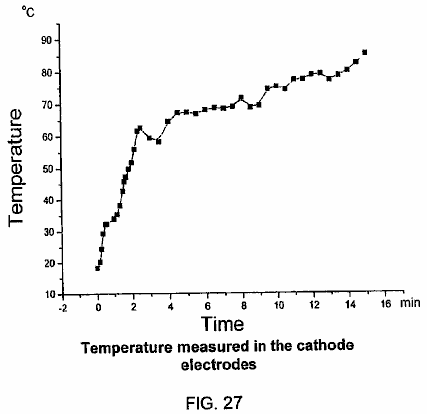 °C
90
80
70
60
50
40
30
20
10
Temperature
-2 0 2 4 6 8 10 12 14 16 min
Time
Temperature measured in the cathode
electrodes
FIG. 27